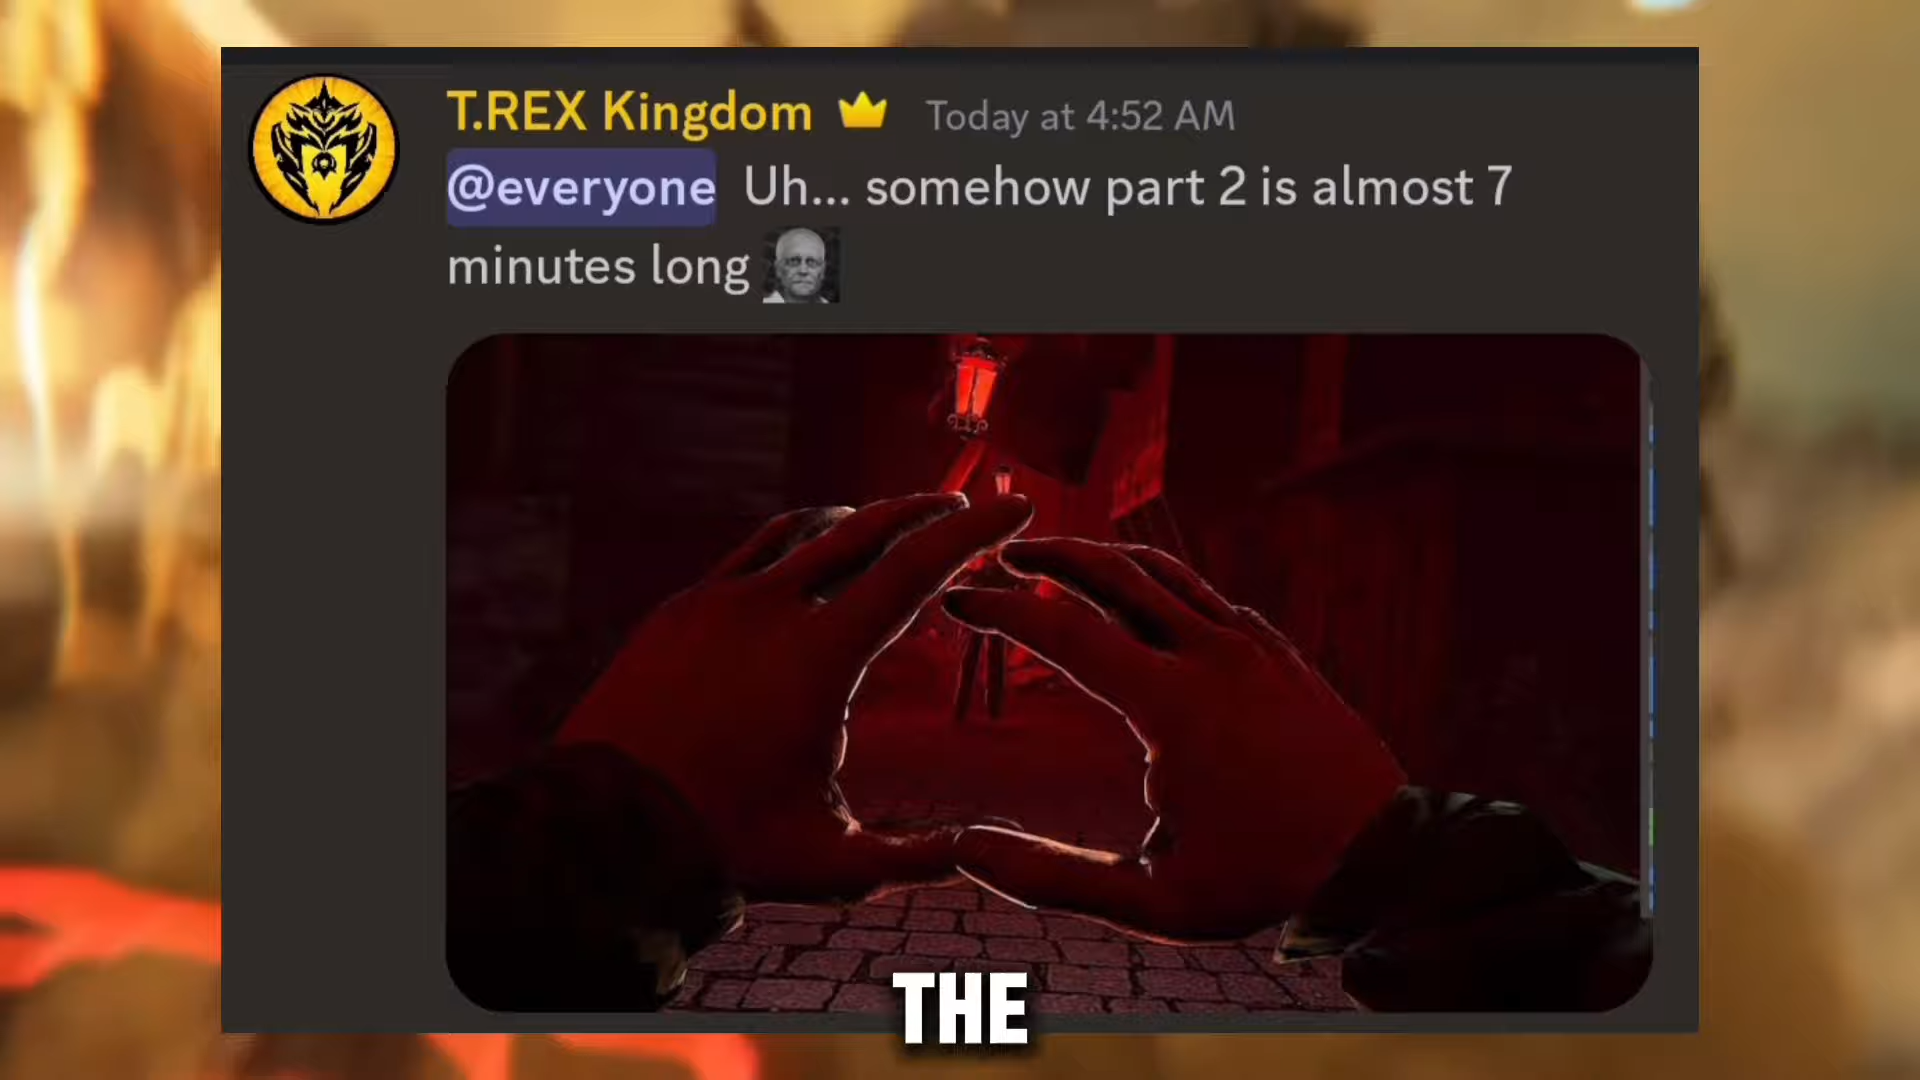 T.REX Kingdom Today at 4:52 AM
@everyone Uh... somehow part 2 is almost 7
minutes long
THE